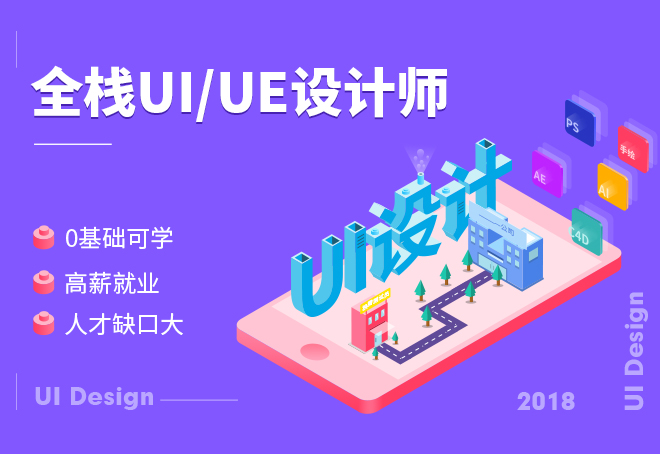 全栈UI/UE设计师
0基础可学
高薪就业
人才缺口大
UI Design
UI设计
PS
手绘
AE
AI
C4D
2018
UI Design